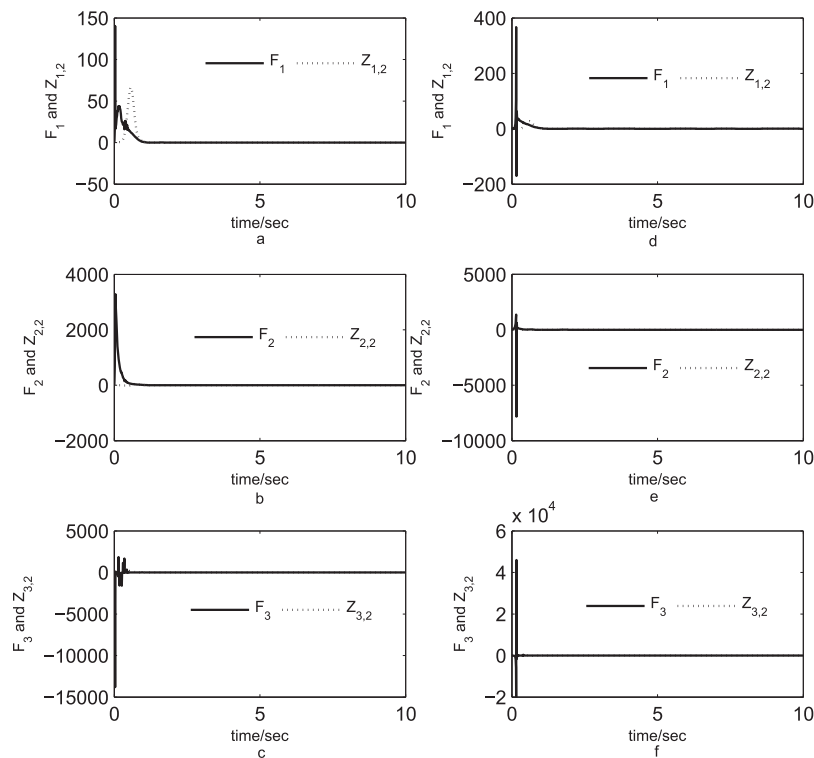 150
100
50
0
−50
F1 and Z1,2
F1 Z1,2
0 5 10
time/sec
a
400
200
0
−200
F1 and Z1,2
F1 Z1,2
0 5 10
time/sec
d
4000
2000
0
−2000
F2 and Z2,2
F2 Z2,2
0 5 10
time/sec
b
5000
0
−5000
−10000
F2 and Z2,2
F2 Z2,2
0 5 10
time/sec
e
5000
0
−5000
−10000
−15000
F3 and Z3,2
F3 Z3,2
0 5 10
time/sec
c
x 10^4
6
4
2
0
−2
F3 and Z3,2
F3 Z3,2
0 5 10
time/sec
f